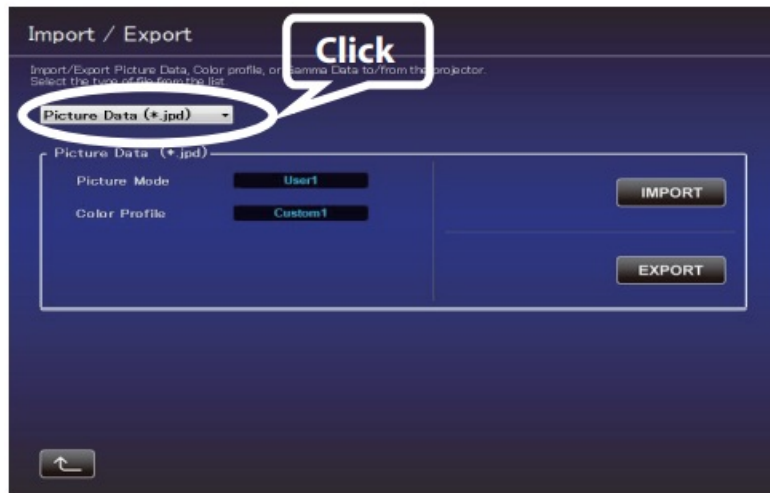 Import / Export
Click
Import/Export Picture Data, Color profile, or Gamma Data to/from the projector.
Select the type of file from the list
Picture Data (*.jpd)
Picture Data (*.jpd)
Picture Mode User1 IMPORT
Color Profile Custom1
EXPORT